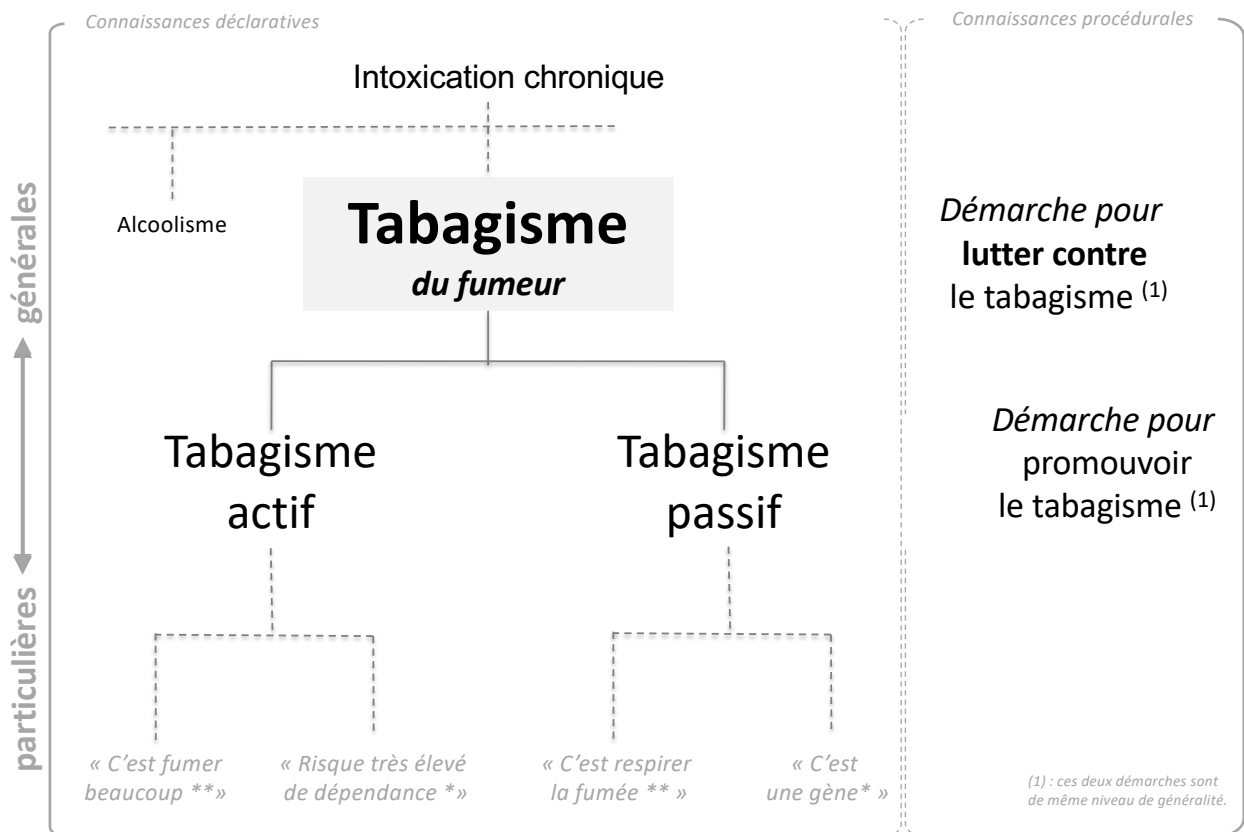 Connaissances déclaratives
Connaissances procédurales
Intoxication chronique
Alcoolisme
Tabagisme
du fumeur
Démarche pour
lutter contre
le tabagisme (1)
générales
particulières
Tabagisme
actif
Tabagisme
passif
Démarche pour
promouvoir
le tabagisme (1)
« C’est fumer
beaucoup **»
« Risque très élevé
de dépendance *»
« C’est respirer
la fumée ** »
« C’est
une gène* »
(1) : ces deux démarches sont
de même niveau de généralité.